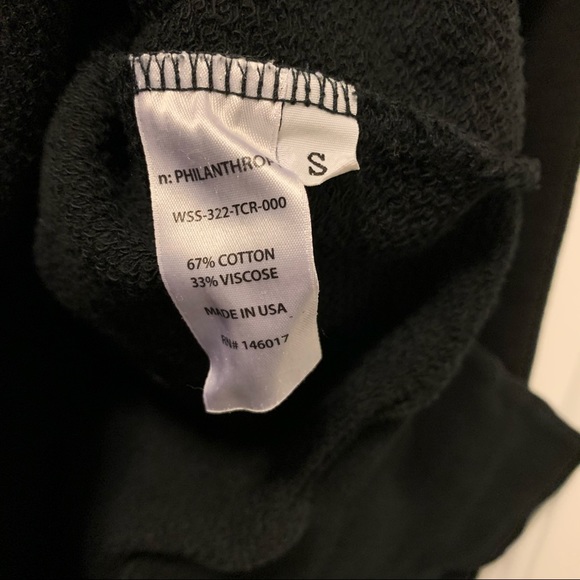 n: PHILANTHROP
S
WSS-322-TCR-000
67% COTTON
33% VISCOSE
MADE IN USA
RN# 146017